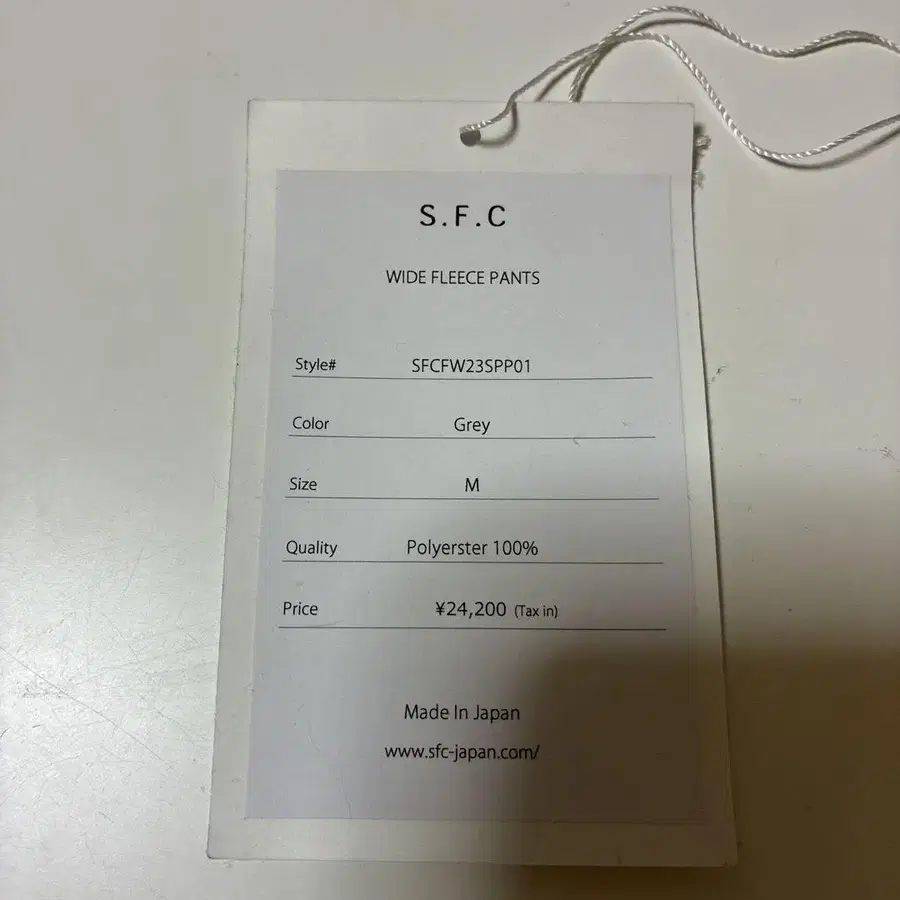 S.F.C
WIDE FLEECE PANTS
Style# SFCFW23SPP01
Color Grey
Size M
Quality Polyerster 100%
Price ¥24,200 (Tax in)
Made In Japan
www.sfc-japan.com/